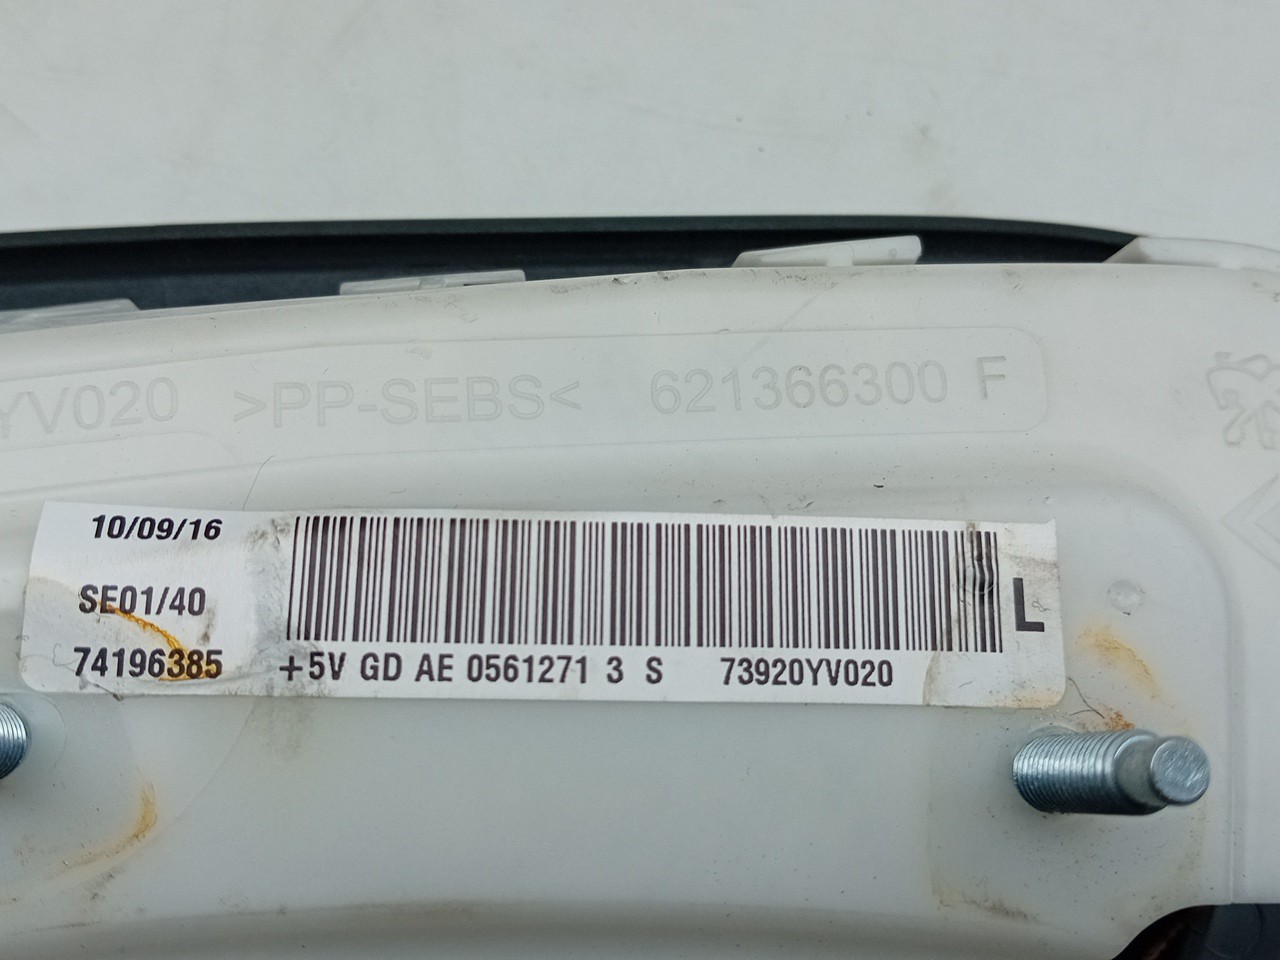 YV020 >PP-SEBS< 621366300 F
10/09/16
SE01/40
L
74196385 +5V GD AE 0561271 3 S 73920YV020